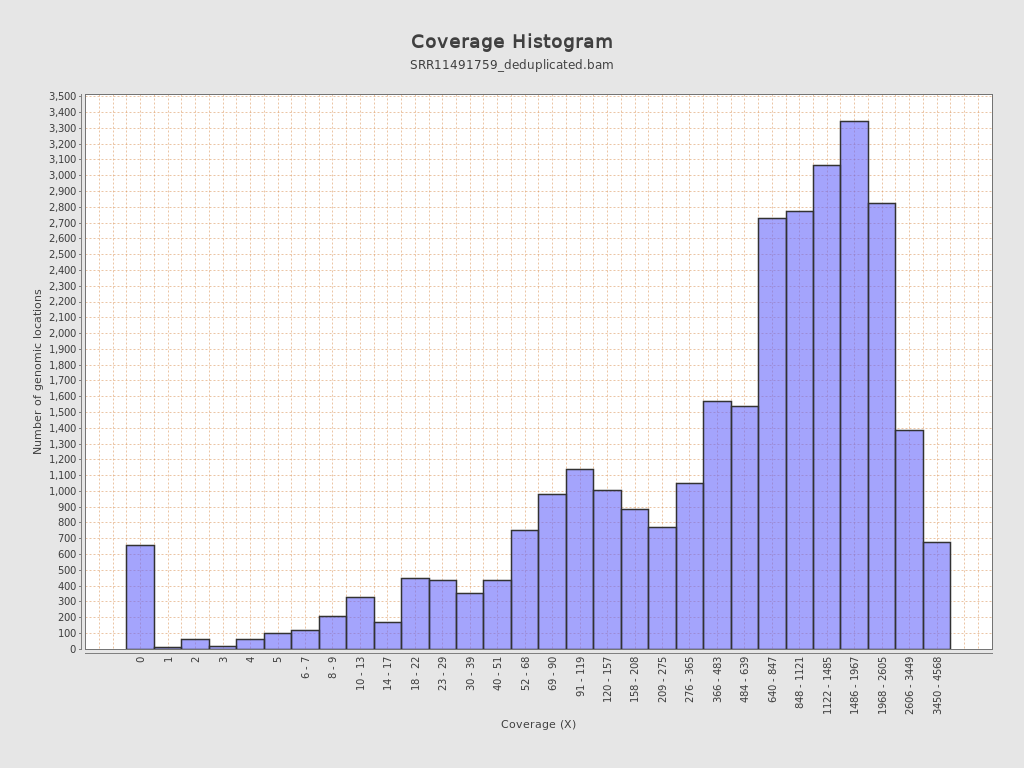 Coverage Histogram
SRR11491759_deduplicated.bam
Number of genomic locations
3,500
3,400
3,300
3,200
3,100
3,000
2,900
2,800
2,700
2,600
2,500
2,400
2,300
2,200
2,100
2,000
1,900
1,800
1,700
1,600
1,500
1,400
1,300
1,200
1,100
1,000
900
800
700
600
500
400
300
200
100
0
0
1
2
3
4
5
6 - 7
8 - 9
10 - 13
14 - 17
18 - 22
23 - 29
30 - 39
40 - 51
52 - 68
69 - 90
91 - 119
120 - 157
158 - 208
209 - 275
276 - 365
366 - 483
484 - 639
640 - 847
848 - 1121
1122 - 1485
1486 - 1967
1968 - 2605
2606 - 3449
3450 - 4568
Coverage (X)